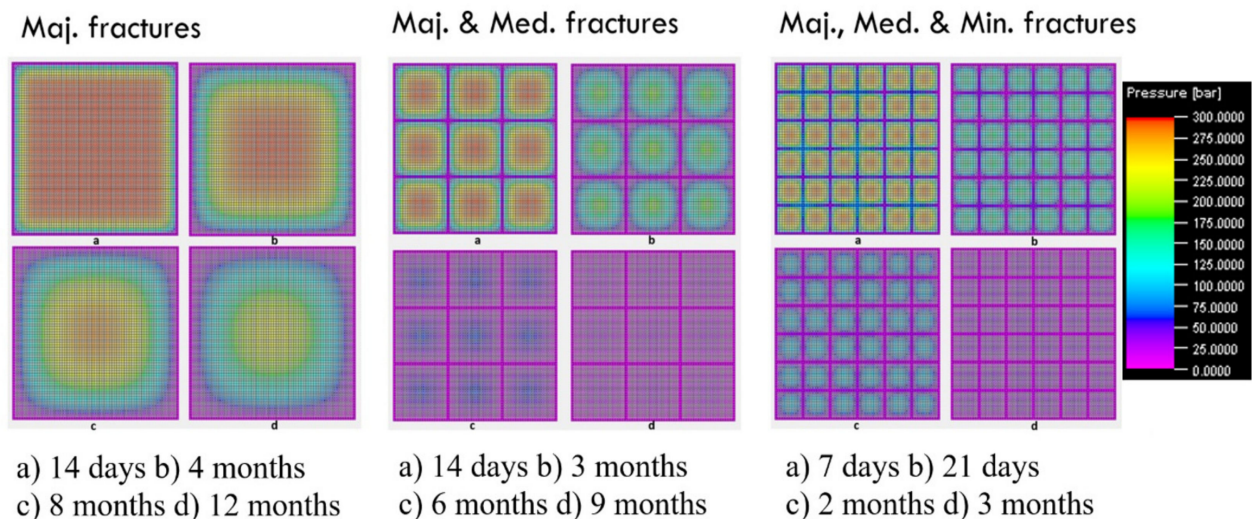 Maj. fractures
Maj. & Med. fractures
Maj., Med. & Min. fractures
a
b
c
d
a
b
c
d
a
b
c
d
Pressure [bar]
300.0000
275.0000
250.0000
225.0000
200.0000
175.0000
150.0000
125.0000
100.0000
75.0000
50.0000
25.0000
0.0000
a) 14 days b) 4 months
c) 8 months d) 12 months
a) 14 days b) 3 months
c) 6 months d) 9 months
a) 7 days b) 21 days
c) 2 months d) 3 months